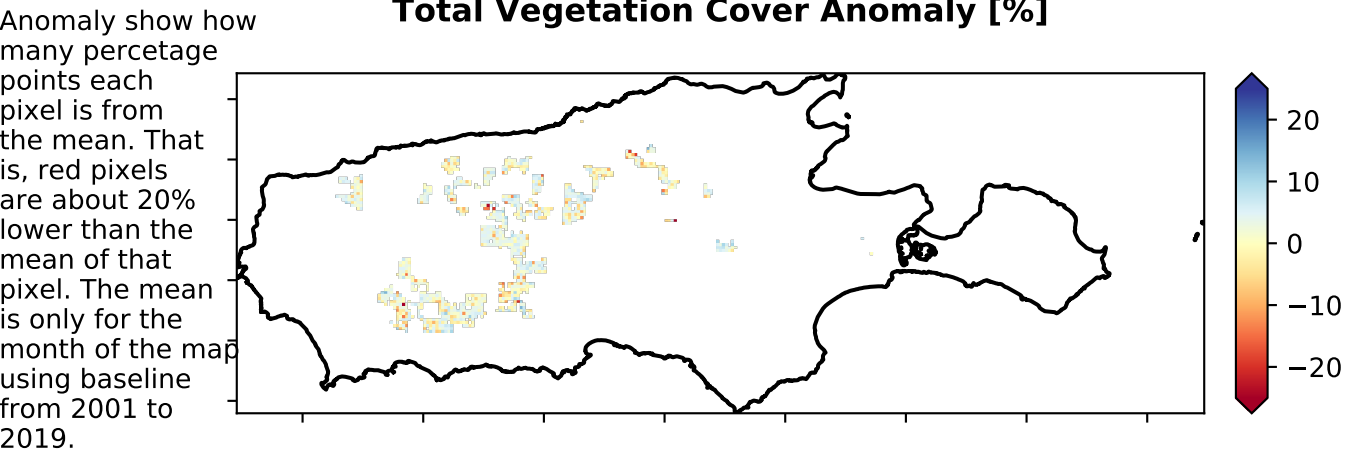 Total Vegetation Cover Anomaly [%]
Anomaly show how
many percetage
points each
pixel is from
the mean. That
is, red pixels
are about 20%
lower than the
mean of that
pixel. The mean
is only for the
month of the map
using baseline
from 2001 to
2019.
20
10
0
−10
−20